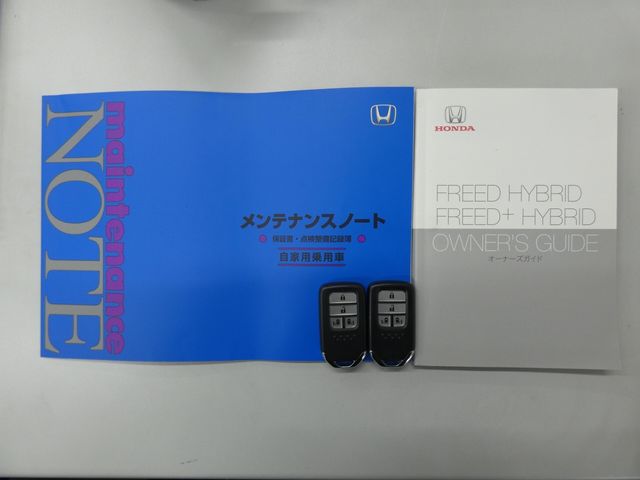 maintenance
NOTE
メンテナンスノート
保証書・点検整備記録簿
自家用乗用車
HONDA
FREED HYBRID
FREED+ HYBRID
OWNER'S GUIDE
オーナーズガイド